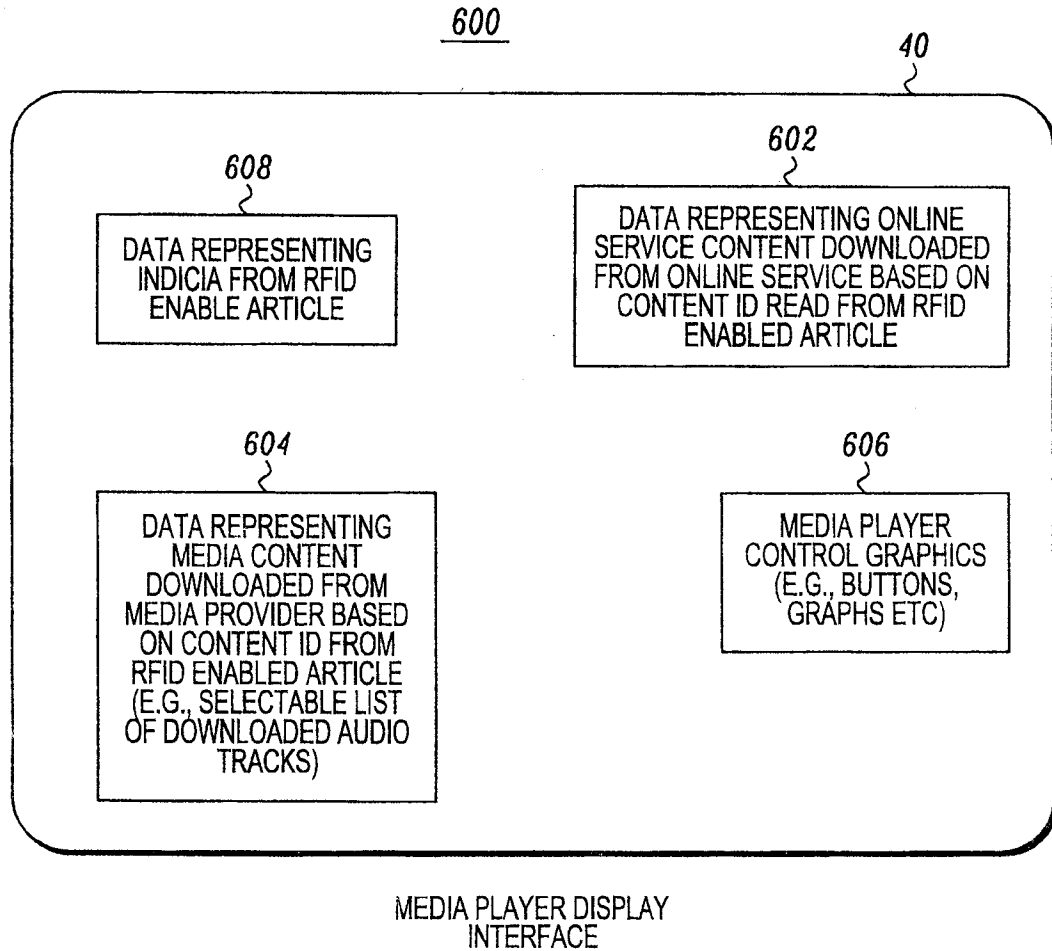 600
40
608
DATA REPRESENTING
INDICIA FROM RFID
ENABLE ARTICLE
602
DATA REPRESENTING ONLINE
SERVICE CONTENT DOWNLOADED
FROM ONLINE SERVICE BASED ON
CONTENT ID READ FROM RFID
ENABLED ARTICLE
604
DATA REPRESENTING
MEDIA CONTENT
DOWNLOADED FROM
MEDIA PROVIDER BASED
ON CONTENT ID FROM
RFID ENABLED ARTICLE
(E.G., SELECTABLE LIST
OF DOWNLOADED AUDIO
TRACKS)
606
MEDIA PLAYER
CONTROL GRAPHICS
(E.G., BUTTONS,
GRAPHS ETC)
MEDIA PLAYER DISPLAY
INTERFACE